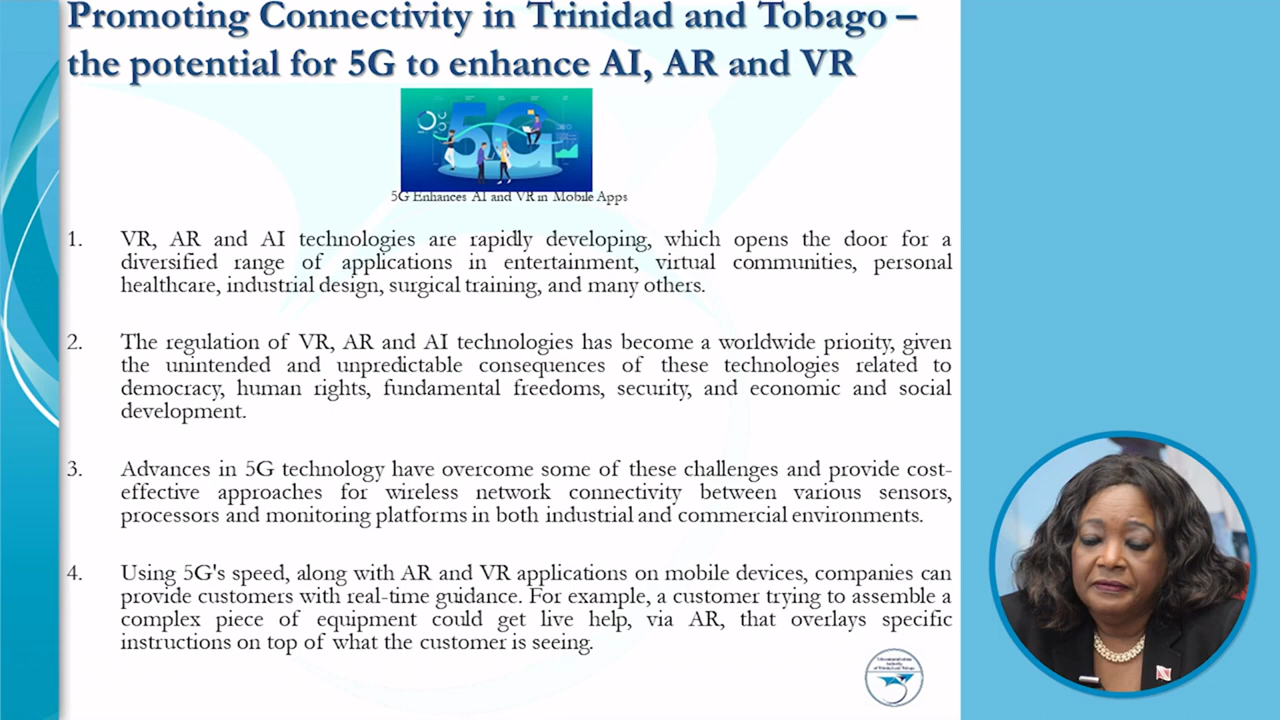 Promoting Connectivity in Trinidad and Tobago –
the potential for 5G to enhance AI, AR and VR
5G
5G Enhances AI and VR in Mobile Apps
1. VR, AR and AI technologies are rapidly developing, which opens the door for a
diversified range of applications in entertainment, virtual communities, personal
healthcare, industrial design, surgical training, and many others.
2. The regulation of VR, AR and AI technologies has become a worldwide priority, given
the unintended and unpredictable consequences of these technologies related to
democracy, human rights, fundamental freedoms, security, and economic and social
development.
3. Advances in 5G technology have overcome some of these challenges and provide cost-
effective approaches for wireless network connectivity between various sensors,
processors and monitoring platforms in both industrial and commercial environments.
4. Using 5G's speed, along with AR and VR applications on mobile devices, companies can
provide customers with real-time guidance. For example, a customer trying to assemble a
complex piece of equipment could get live help, via AR, that overlays specific
instructions on top of what the customer is seeing.
Telecommunications
Authority
of Trinidad and Tobago